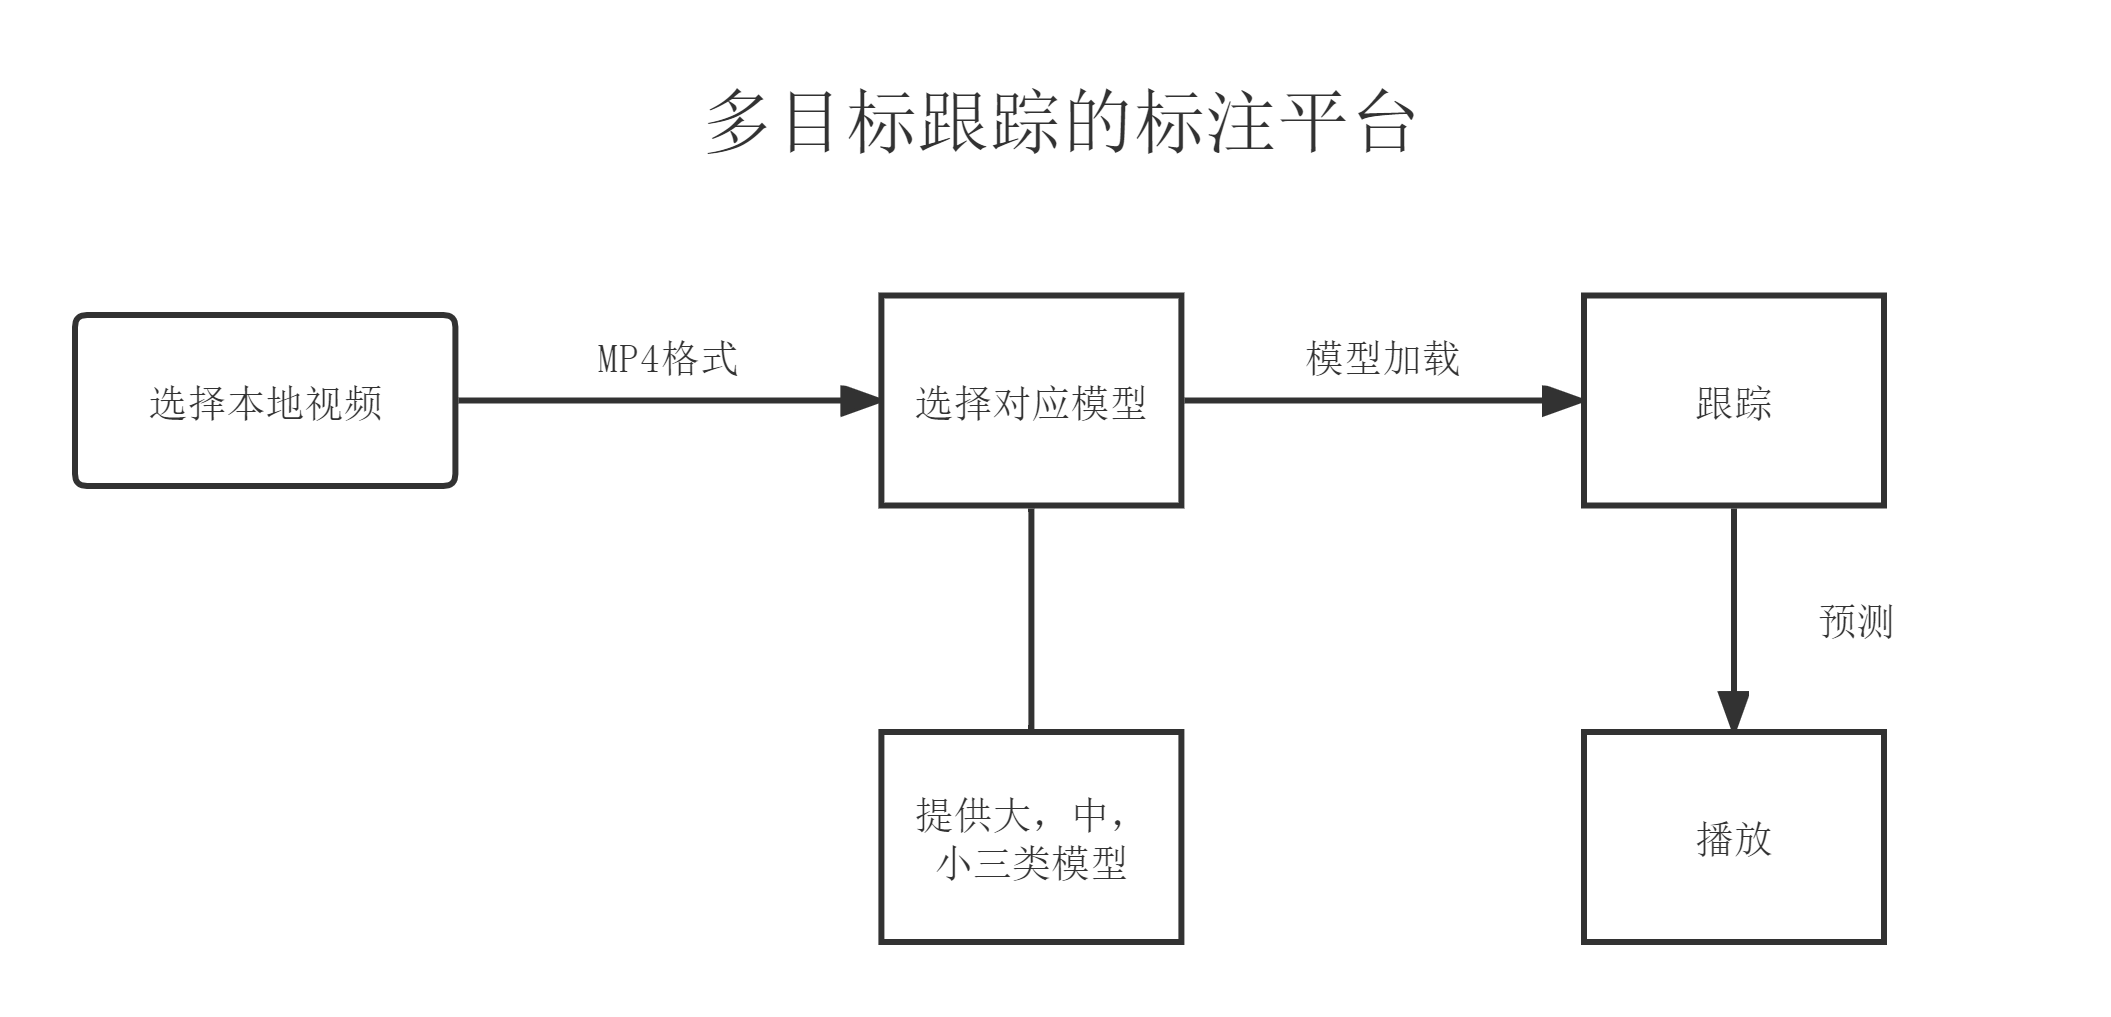 多目标跟踪的标注平台
选择本地视频
MP4格式
选择对应模型
模型加载
跟踪
预测
提供大，中，
小三类模型
播放